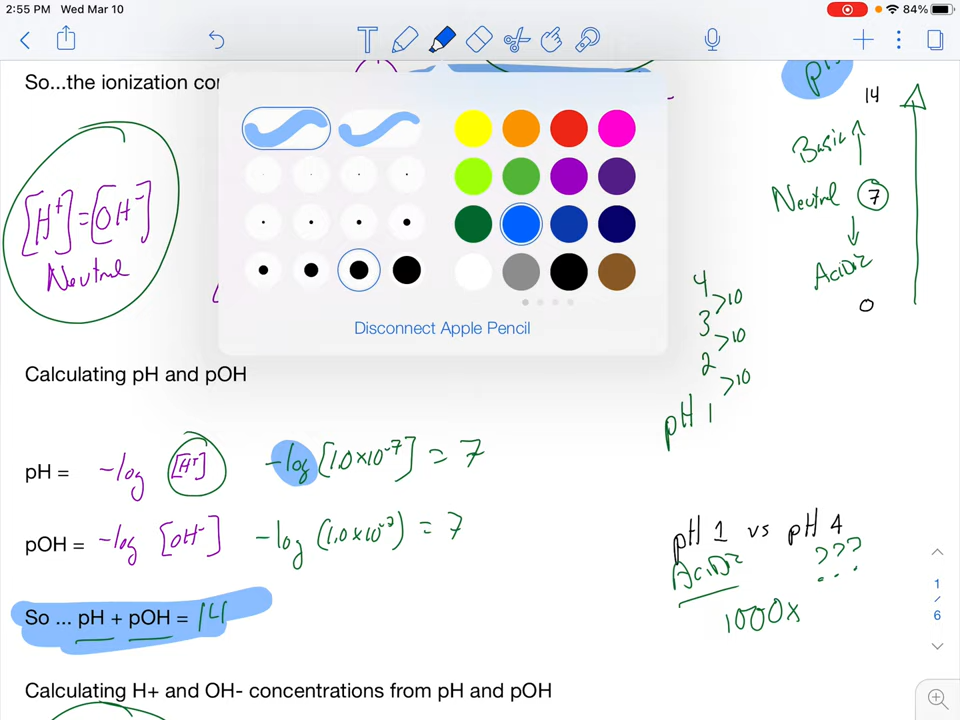 2:55 PM Wed Mar 10
84%
So...the ionization con
pH
14
Basic
[H+] = [OH-]
Neutral
Neutral 7
Acidic
0
Disconnect Apple Pencil
4
>10
3
>10
2
>10
pH 1
Calculating pH and pOH
pH = -log [H+] -log [1.0×10-7] = 7
pOH = -log [OH-] -log (1.0×10-7) = 7
pH 1 vs pH 4
Acidic ???
1000x
So ... pH + pOH = 14
1
/
6
Calculating H+ and OH- concentrations from pH and pOH